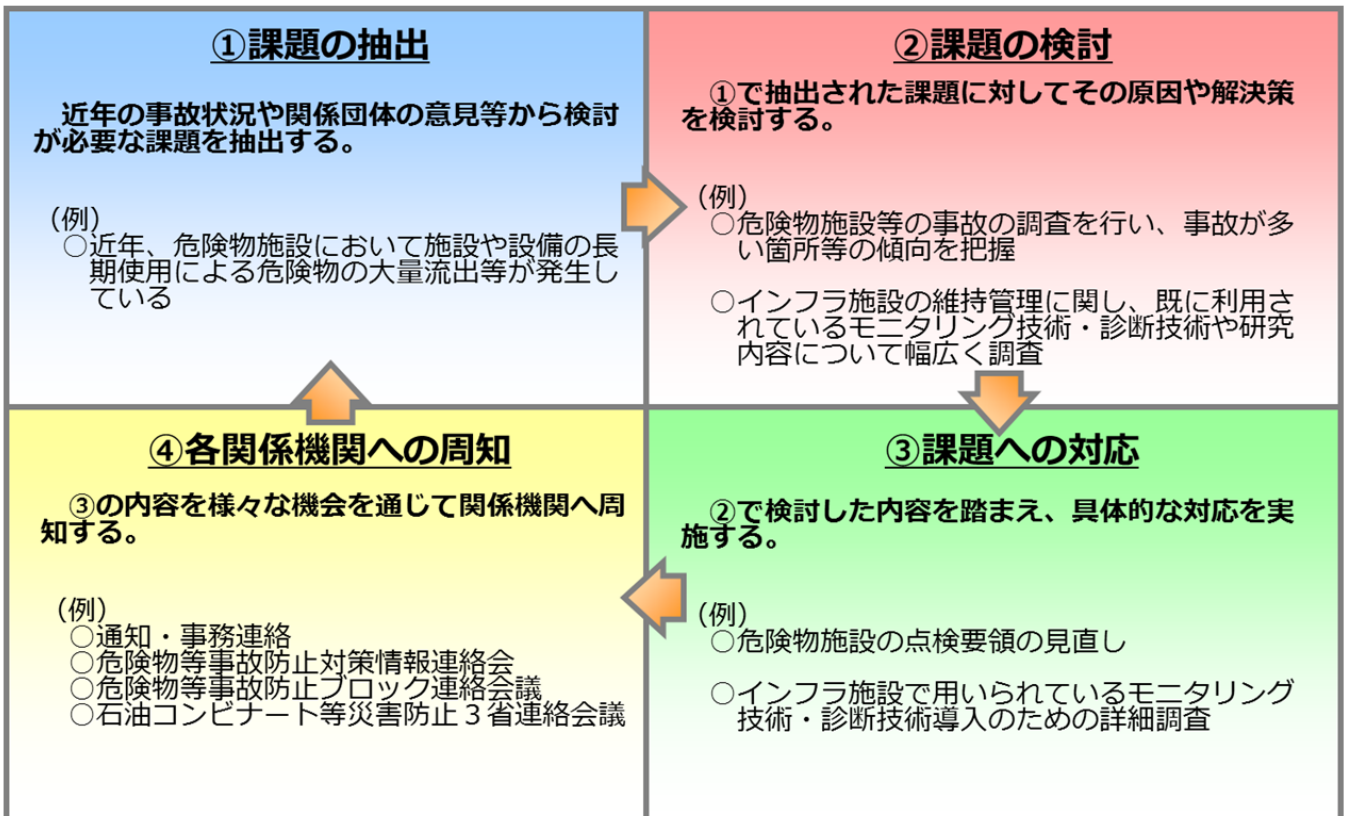 ①課題の抽出
近年の事故状況や関係団体の意見等から検討
が必要な課題を抽出する。
（例）
○近年、危険物施設において施設や設備の長
期使用による危険物の大量流出等が発生し
ている
②課題の検討
①で抽出された課題に対してその原因や解決策
を検討する。
（例）
○危険物施設等の事故の調査を行い、事故が多
い箇所等の傾向を把握
○インフラ施設の維持管理に関し、既に利用さ
れているモニタリング技術・診断技術や研究
内容について幅広く調査
③課題への対応
②で検討した内容を踏まえ、具体的な対応を実
施する。
（例）
○危険物施設の点検要領の見直し
○インフラ施設で用いられているモニタリング
技術・診断技術導入のための詳細調査
④各関係機関への周知
③の内容を様々な機会を通じて関係機関へ周
知する。
（例）
○通知・事務連絡
○危険物等事故防止対策情報連絡会
○危険物等事故防止ブロック連絡会議
○石油コンビナート等災害防止３省連絡会議